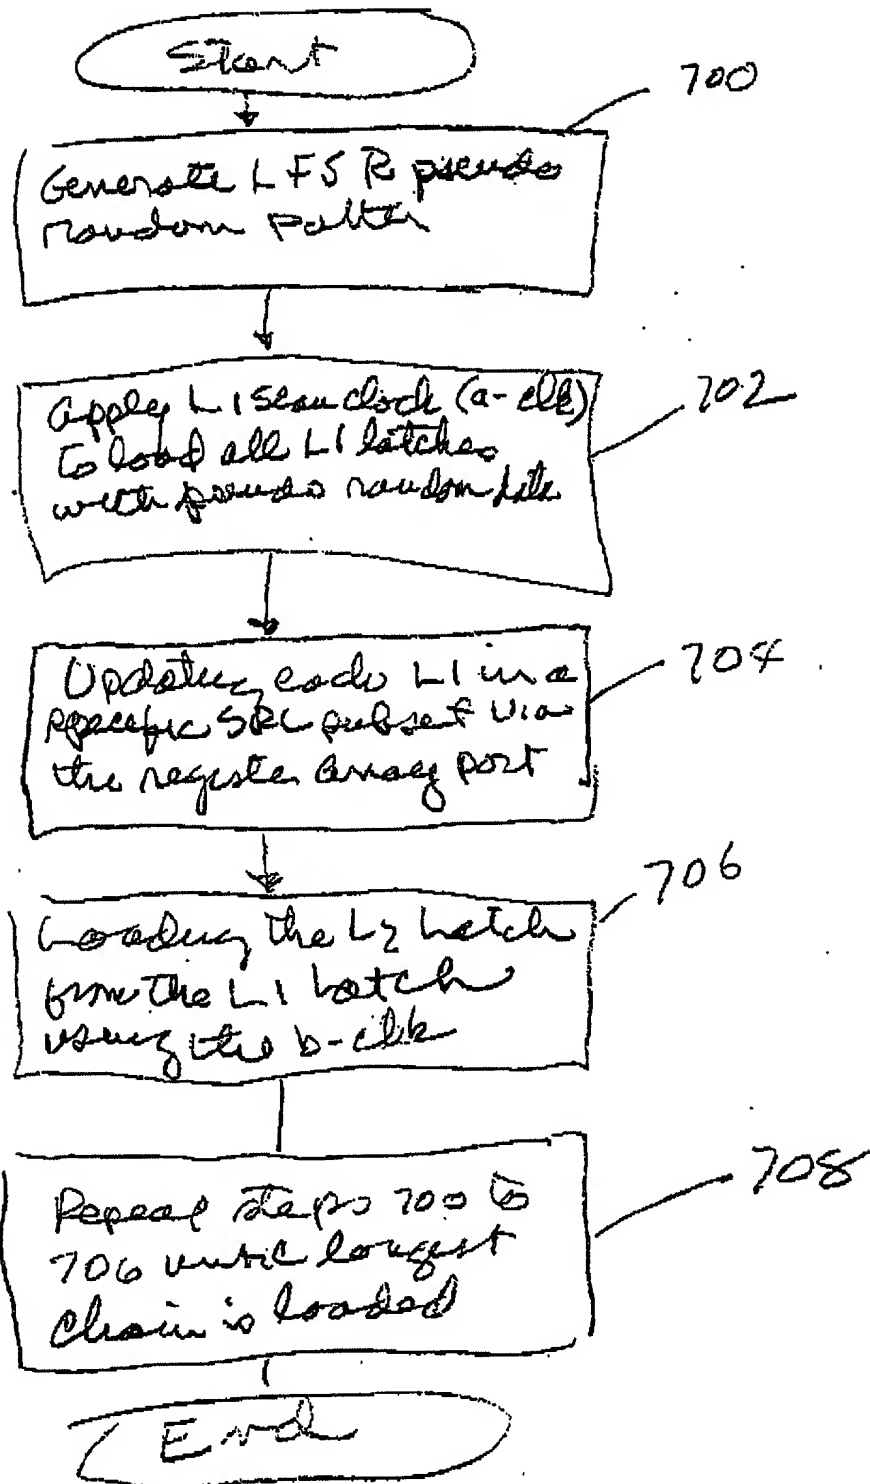 Start
700
Generate LFSR pseudo
random patter
Apply L1 scan clock (a-clk)
to load all L1 latches
with pseudo random data
702
Updating each L1 in a
specific SRL subset via
the register array port
704
706
Loading the L2 Latch
from the L1 Latch
using the b-clk
Repeat steps 700 to
706 until longest
chain is loaded
708
End